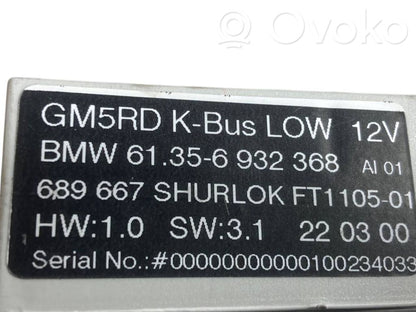 Ovoko
GM5RD K-Bus LOW 12V
BMW 61.35-6 932 368 AI 01
689 667 SHURLOK FT1105-01
HW:1.0 SW:3.1 22 03 00
Serial No.:#00000000000100234033